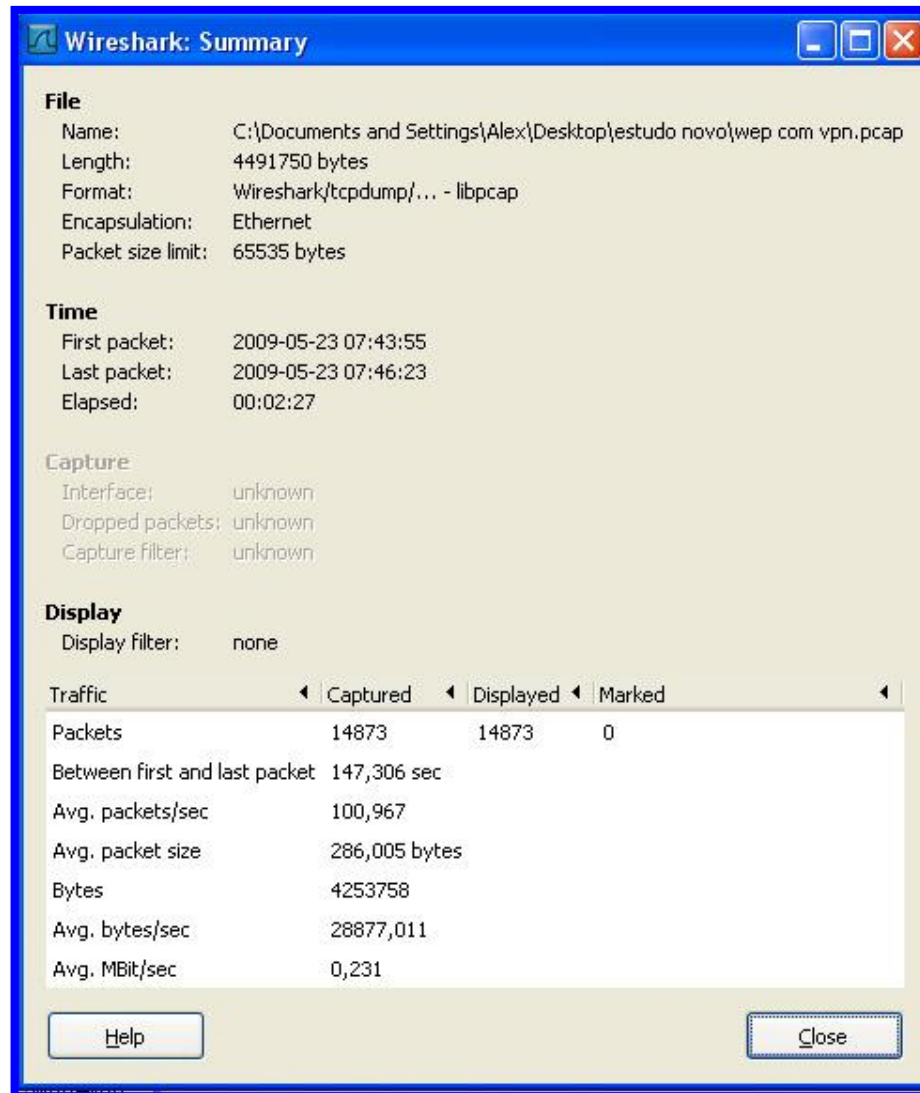 Wireshark: Summary
File
Name: C:\Documents and Settings\Alex\Desktop\estudo novo\wep com vpn.pcap
Length: 4491750 bytes
Format: Wireshark/tcpdump/... - libpcap
Encapsulation: Ethernet
Packet size limit: 65535 bytes
Time
First packet: 2009-05-23 07:43:55
Last packet: 2009-05-23 07:46:23
Elapsed: 00:02:27
Capture
Interface: unknown
Dropped packets: unknown
Capture filter: unknown
Display
Display filter: none
Traffic Captured Displayed Marked
Packets 14873 14873 0
Between first and last packet 147,306 sec
Avg. packets/sec 100,967
Avg. packet size 286,005 bytes
Bytes 4253758
Avg. bytes/sec 28877,011
Avg. MBit/sec 0,231
Help Close